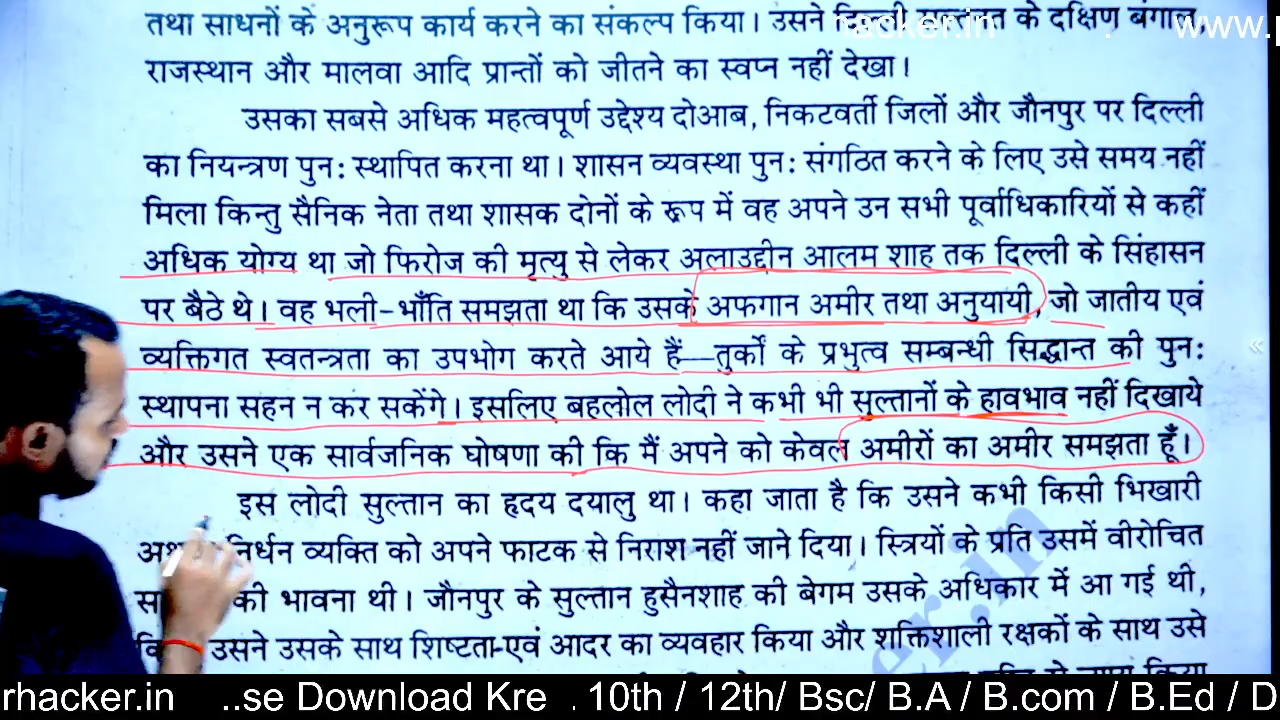 तथा साधनों के अनुरूप कार्य करने का संकल्प किया। उसने दिल्ली सल्तनत के दक्षिण बंगाल,
hacker.in
www.
राजस्थान और मालवा आदि प्रान्तों को जीतने का स्वप्न नहीं देखा।
उसका सबसे अधिक महत्वपूर्ण उद्देश्य दोआब, निकटवर्ती जिलों और जौनपुर पर दिल्ली
का नियन्त्रण पुन: स्थापित करना था। शासन व्यवस्था पुन: संगठित करने के लिए उसे समय नहीं
मिला किन्तु सैनिक नेता तथा शासक दोनों के रूप में वह अपने उन सभी पूर्वाधिकारियों से कहीं
अधिक योग्य था जो फिरोज की मृत्यु से लेकर अलाउद्दीन आलम शाह तक दिल्ली के सिंहासन
पर बैठे थे। वह भली-भाँति समझता था कि उसके अफगान अमीर तथा अनुयायी, जो जातीय एवं
व्यक्तिगत स्वतन्त्रता का उपभोग करते आये हैं—तुर्कों के प्रभुत्व सम्बन्धी सिद्धान्त की पुन:
स्थापना सहन न कर सकेंगे। इसलिए बहलोल लोदी ने कभी भी सुल्तानों के हावभाव नहीं दिखाये
और उसने एक सार्वजनिक घोषणा की कि मैं अपने को केवल अमीरों का अमीर समझता हूँ।
इस लोदी सुल्तान का हृदय दयालु था। कहा जाता है कि उसने कभी किसी भिखारी
निर्धन व्यक्ति को अपने फाटक से निराश नहीं जाने दिया। स्त्रियों के प्रति उसमें वीरोचित
की भावना थी। जौनपुर के सुल्तान हुसैनशाह की बेगम उसके अधिकार में आ गई थी,
उसने उसके साथ शिष्टता-एवं आदर का व्यवहार किया और शक्तिशाली रक्षकों के साथ उसे
er.in
rhacker.in ..se Download Kre . 10th / 12th/ Bsc/ B.A / B.com / B.Ed / D